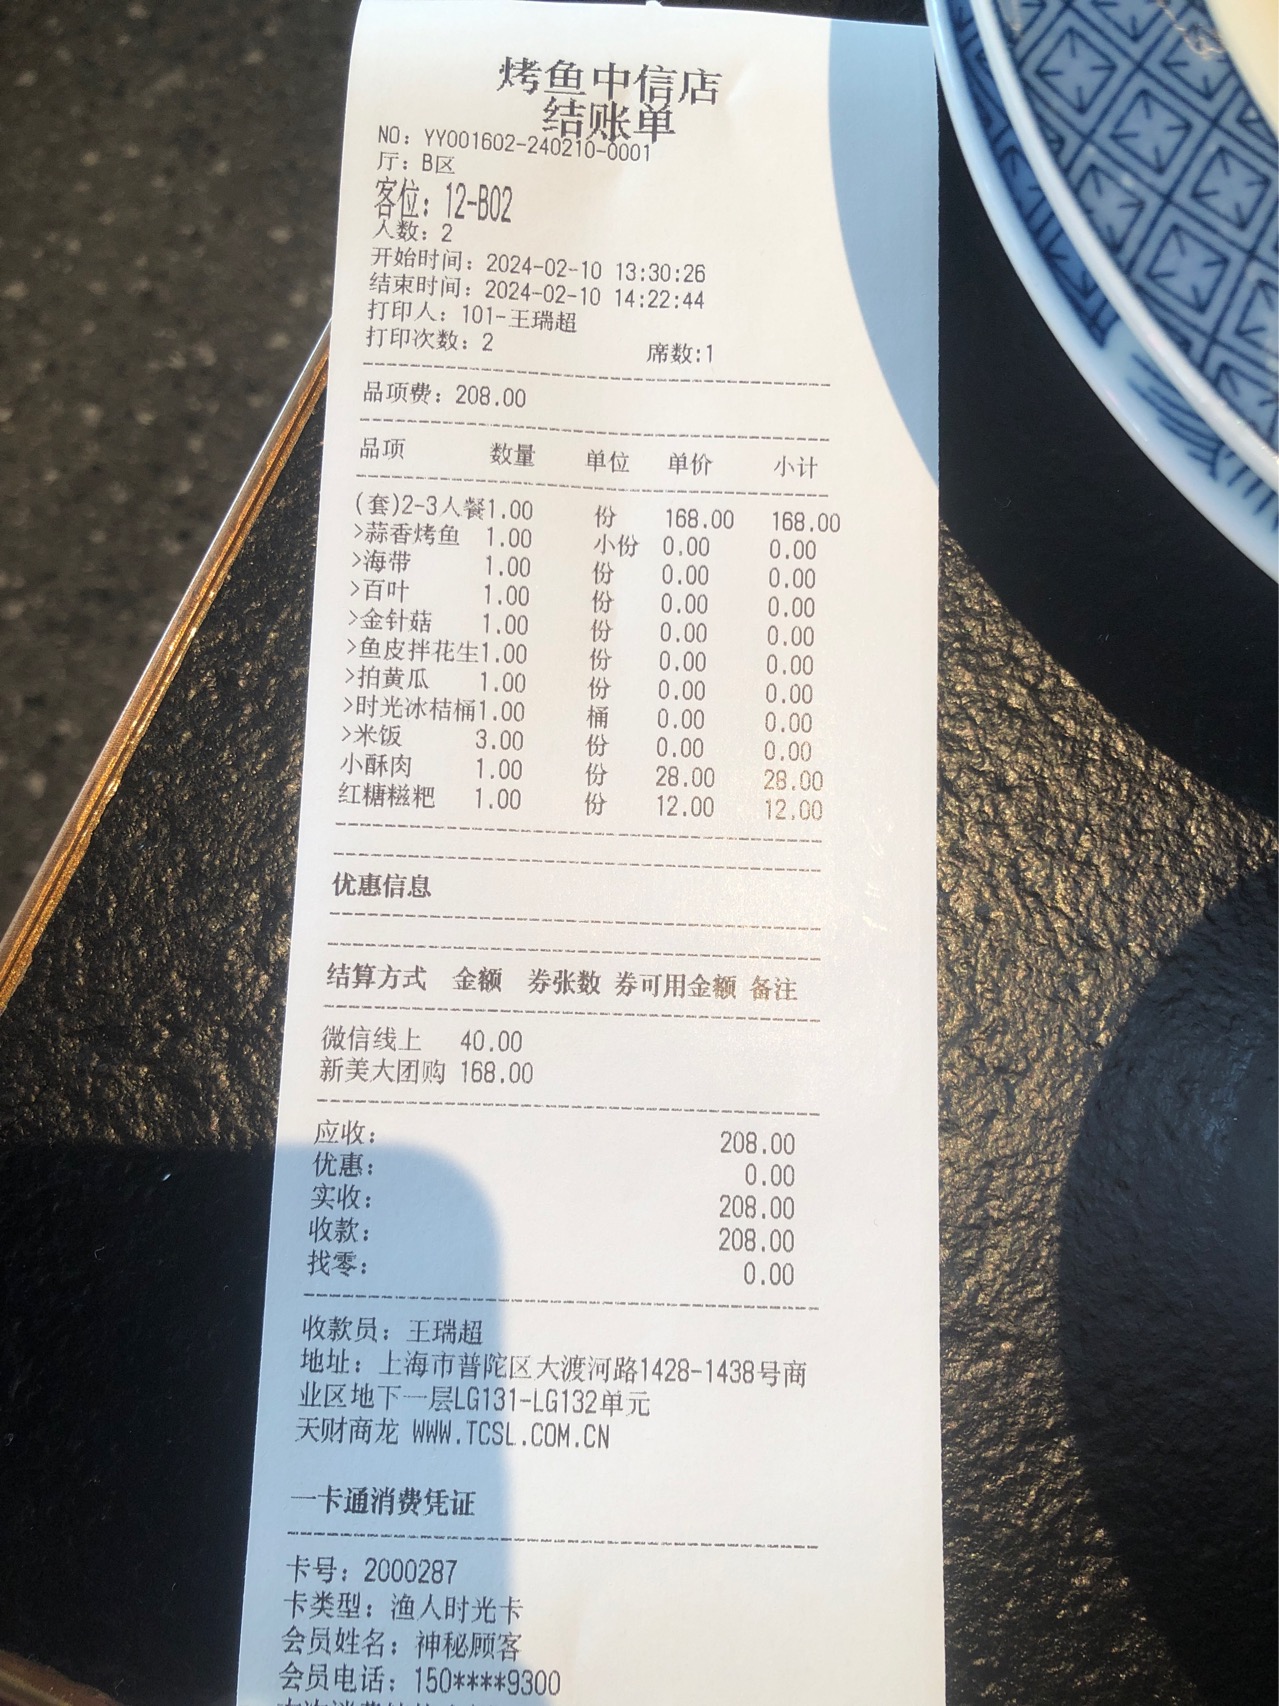 烤鱼中信店
结账单
NO: YY001602-240210-0001
厅: B区
客位: 12-B02
人数: 2
开始时间: 2024-02-10 13:30:26
结束时间: 2024-02-10 14:22:44
打印人: 101-王瑞超
打印次数: 2 席数:1
品项费: 208.00
品项 数量 单位 单价 小计
(套)2-3人餐1.00 份 168.00 168.00
>蒜香烤鱼 1.00 小份 0.00 0.00
>海带 1.00 份 0.00 0.00
>百叶 1.00 份 0.00 0.00
>金针菇 1.00 份 0.00 0.00
>鱼皮拌花生1.00 份 0.00 0.00
>拍黄瓜 1.00 份 0.00 0.00
>时光冰桔桶1.00 桶 0.00 0.00
>米饭 3.00 份 0.00 0.00
小酥肉 1.00 份 28.00 28.00
红糖糍粑 1.00 份 12.00 12.00
优惠信息
结算方式 金额 券张数 券可用金额 备注
微信线上 40.00
新美大团购 168.00
应收: 208.00
优惠: 0.00
实收: 208.00
收款: 208.00
找零: 0.00
收款员: 王瑞超
地址: 上海市普陀区大渡河路1428-1438号商
业区地下一层LG131-LG132单元
天财商龙 WWW.TCSL.COM.CN
一卡通消费凭证
卡号: 2000287
卡类型: 渔人时光卡
会员姓名: 神秘顾客
会员电话: 150****9300